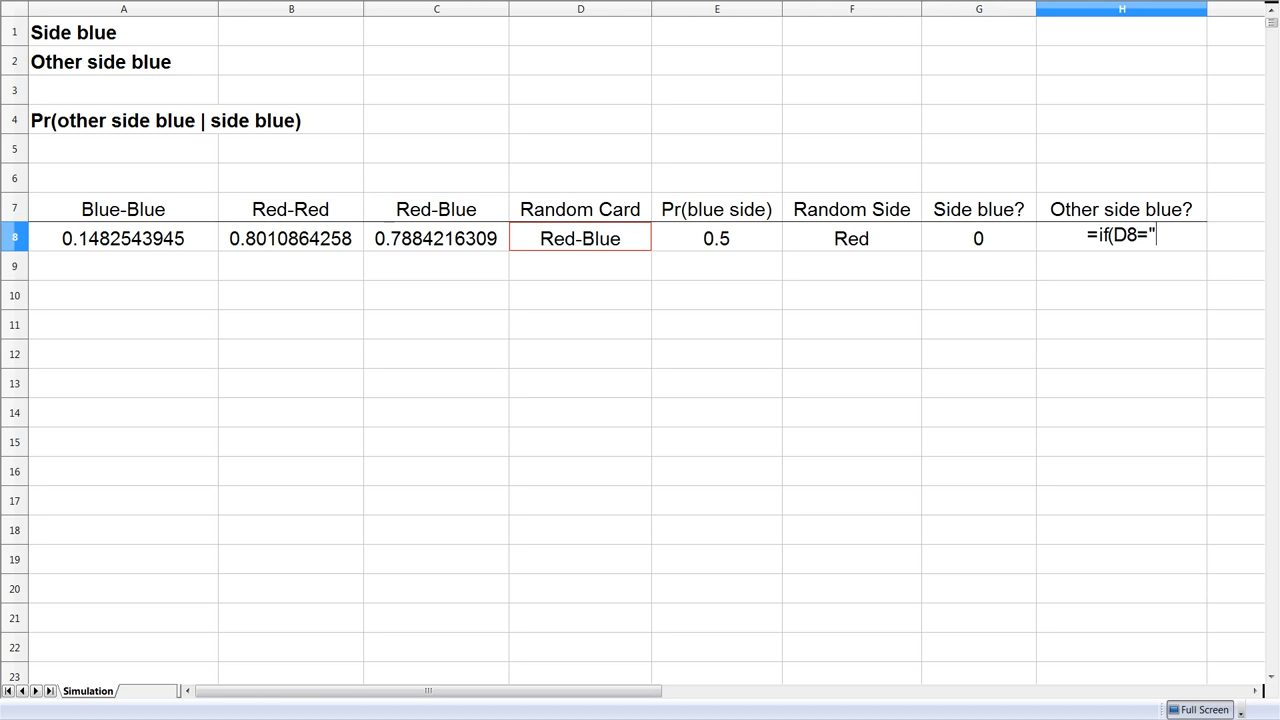 A B C D E F G H
1 Side blue
2 Other side blue
3
4 Pr(other side blue | side blue)
5
6
7 Blue-Blue Red-Red Red-Blue Random Card Pr(blue side) Random Side Side blue? Other side blue?
8 0.1482543945 0.8010864258 0.7884216309 Red-Blue 0.5 Red 0 =if(D8="
9
10
11
12
13
14
15
16
17
18
19
20
21
22
23
Simulation
Full Screen